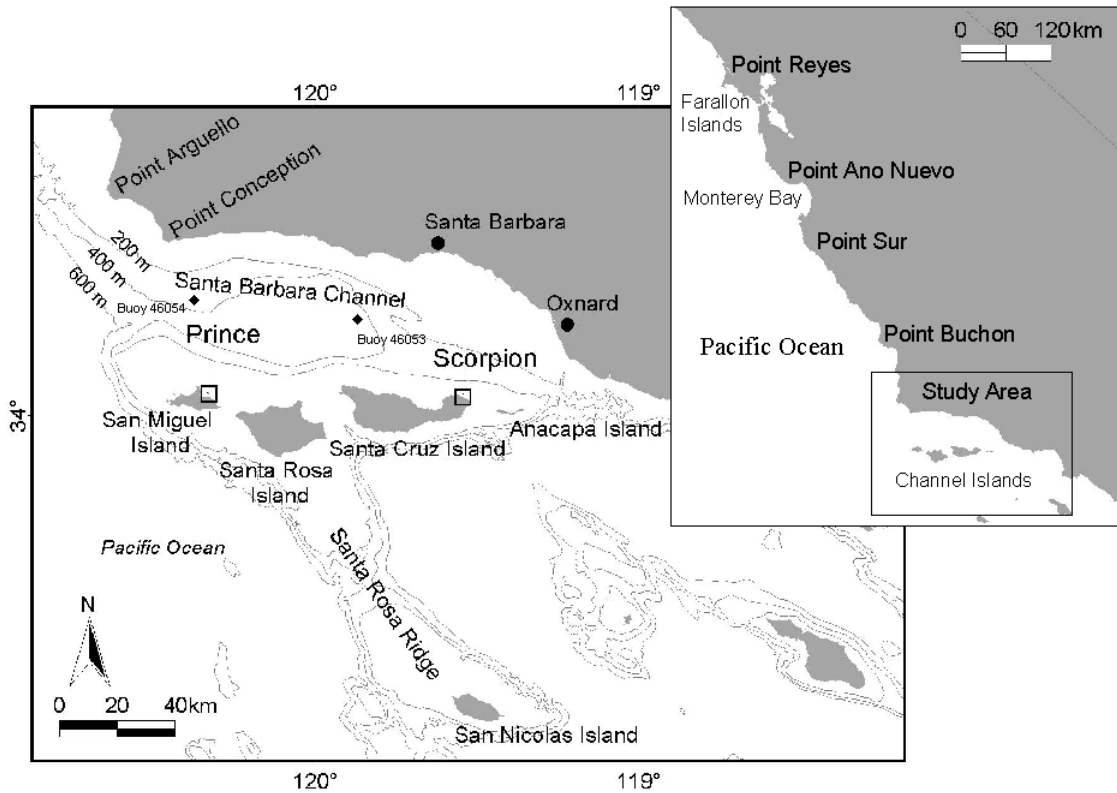 0 60 120km
Point Reyes
Farallon
Islands
Point Ano Nuevo
Monterey Bay
Point Sur
Pacific Ocean
Point Buchon
Study Area
Channel Islands
120°
119°
Point Arguello
Point Conception
Santa Barbara
200 m
400 m
600 m
Santa Barbara Channel
Buoy 46054
Oxnard
Prince
Buoy 46053
Scorpion
34°
San Miguel
Island
Santa Cruz Island
Anacapa Island
Santa Rosa
Island
Pacific Ocean
Santa Rosa Ridge
N
0 20 40km
San Nicolas Island
120°
119°